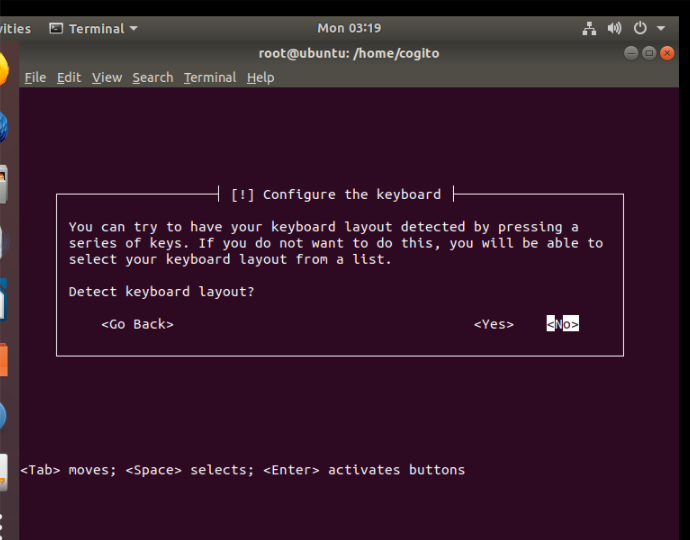 Terminal
Mon 03:19
root@ubuntu: /home/cogito
File Edit View Search Terminal Help
[!] Configure the keyboard
You can try to have your keyboard layout detected by pressing a
series of keys. If you do not want to do this, you will be able to
select your keyboard layout from a list.
Detect keyboard layout?
<Go Back> <Yes> <No>
<Tab> moves; <Space> selects; <Enter> activates buttons